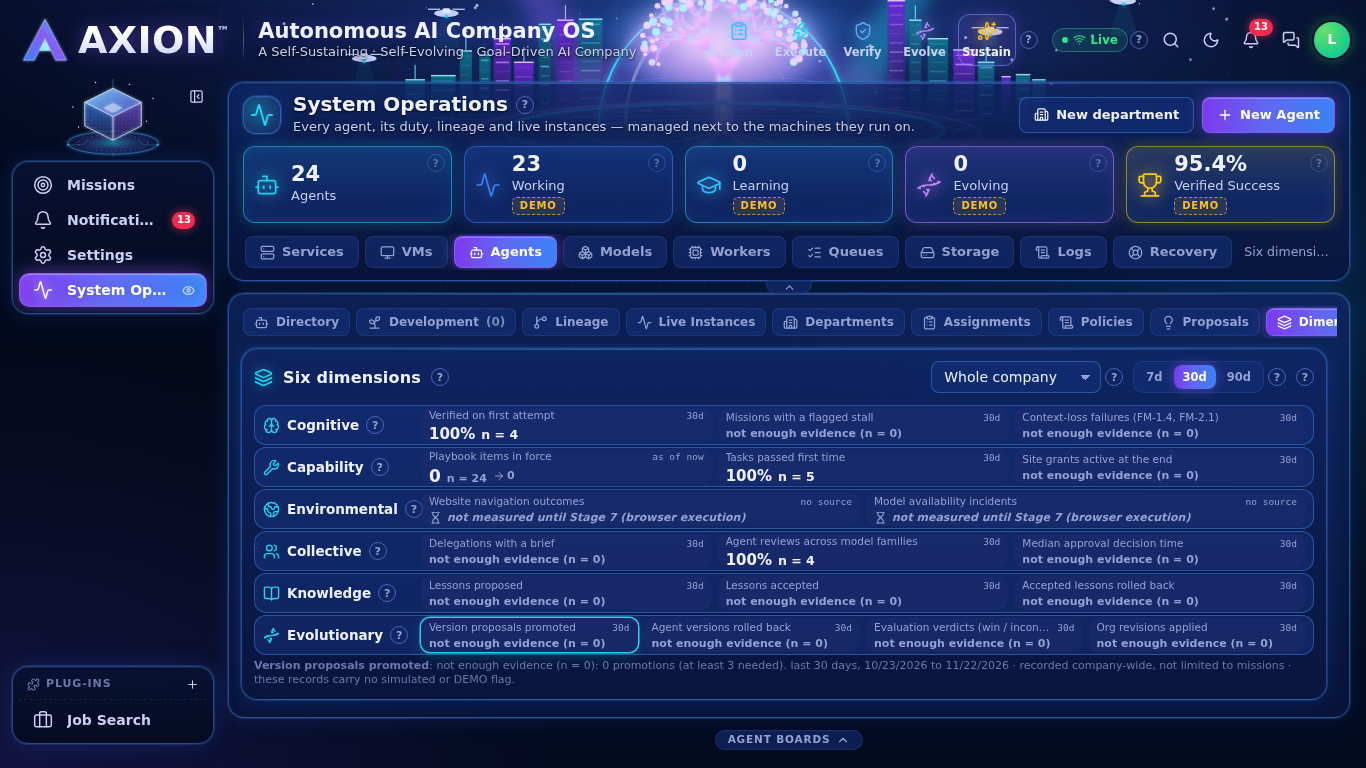 AXION™
Autonomous AI Company OS
A Self-Sustaining · Self-Evolving · Goal-Driven AI Company
Plan
Execute
Verify
Evolve
Sustain
?
Live
?
13
L
System Operations ?
Every agent, its duty, lineage and live instances — managed next to the machines they run on.
New department
New Agent
24
Agents
?
23
Working
DEMO
?
0
Learning
DEMO
?
0
Evolving
DEMO
?
95.4%
Verified Success
DEMO
?
Missions
Notificati... 13
Settings
System Op...
Services
VMs
Agents
Models
Workers
Queues
Storage
Logs
Recovery
Six dimensi...
Directory
Development (0)
Lineage
Live Instances
Departments
Assignments
Policies
Proposals
Six dimensions ?
Whole company
?
7d
30d
90d
?
?
Cognitive ?
Verified on first attempt 30d
100% n = 4
Missions with a flagged stall 30d
not enough evidence (n = 0)
Context-loss failures (FM-1.4, FM-2.1) 30d
not enough evidence (n = 0)
Capability ?
Playbook items in force as of now
0 n = 24 → 0
Tasks passed first time 30d
100% n = 5
Site grants active at the end 30d
not enough evidence (n = 0)
Environmental ?
Website navigation outcomes no source
not measured until Stage 7 (browser execution)
Model availability incidents no source
not measured until Stage 7 (browser execution)
Collective ?
Delegations with a brief 30d
not enough evidence (n = 0)
Agent reviews across model families 30d
100% n = 4
Median approval decision time 30d
not enough evidence (n = 0)
Knowledge ?
Lessons proposed 30d
not enough evidence (n = 0)
Lessons accepted 30d
not enough evidence (n = 0)
Accepted lessons rolled back 30d
not enough evidence (n = 0)
Evolutionary ?
Version proposals promoted 30d
not enough evidence (n = 0)
Agent versions rolled back 30d
not enough evidence (n = 0)
Evaluation verdicts (win / incon... 30d
not enough evidence (n = 0)
Org revisions applied 30d
not enough evidence (n = 0)
Version proposals promoted: not enough evidence (n = 0): 0 promotions (at least 3 needed). last 30 days, 10/23/2026 to 11/22/2026 · recorded company-wide, not limited to missions ·
these records carry no simulated or DEMO flag.
PLUG-INS
Job Search
AGENT BOARDS